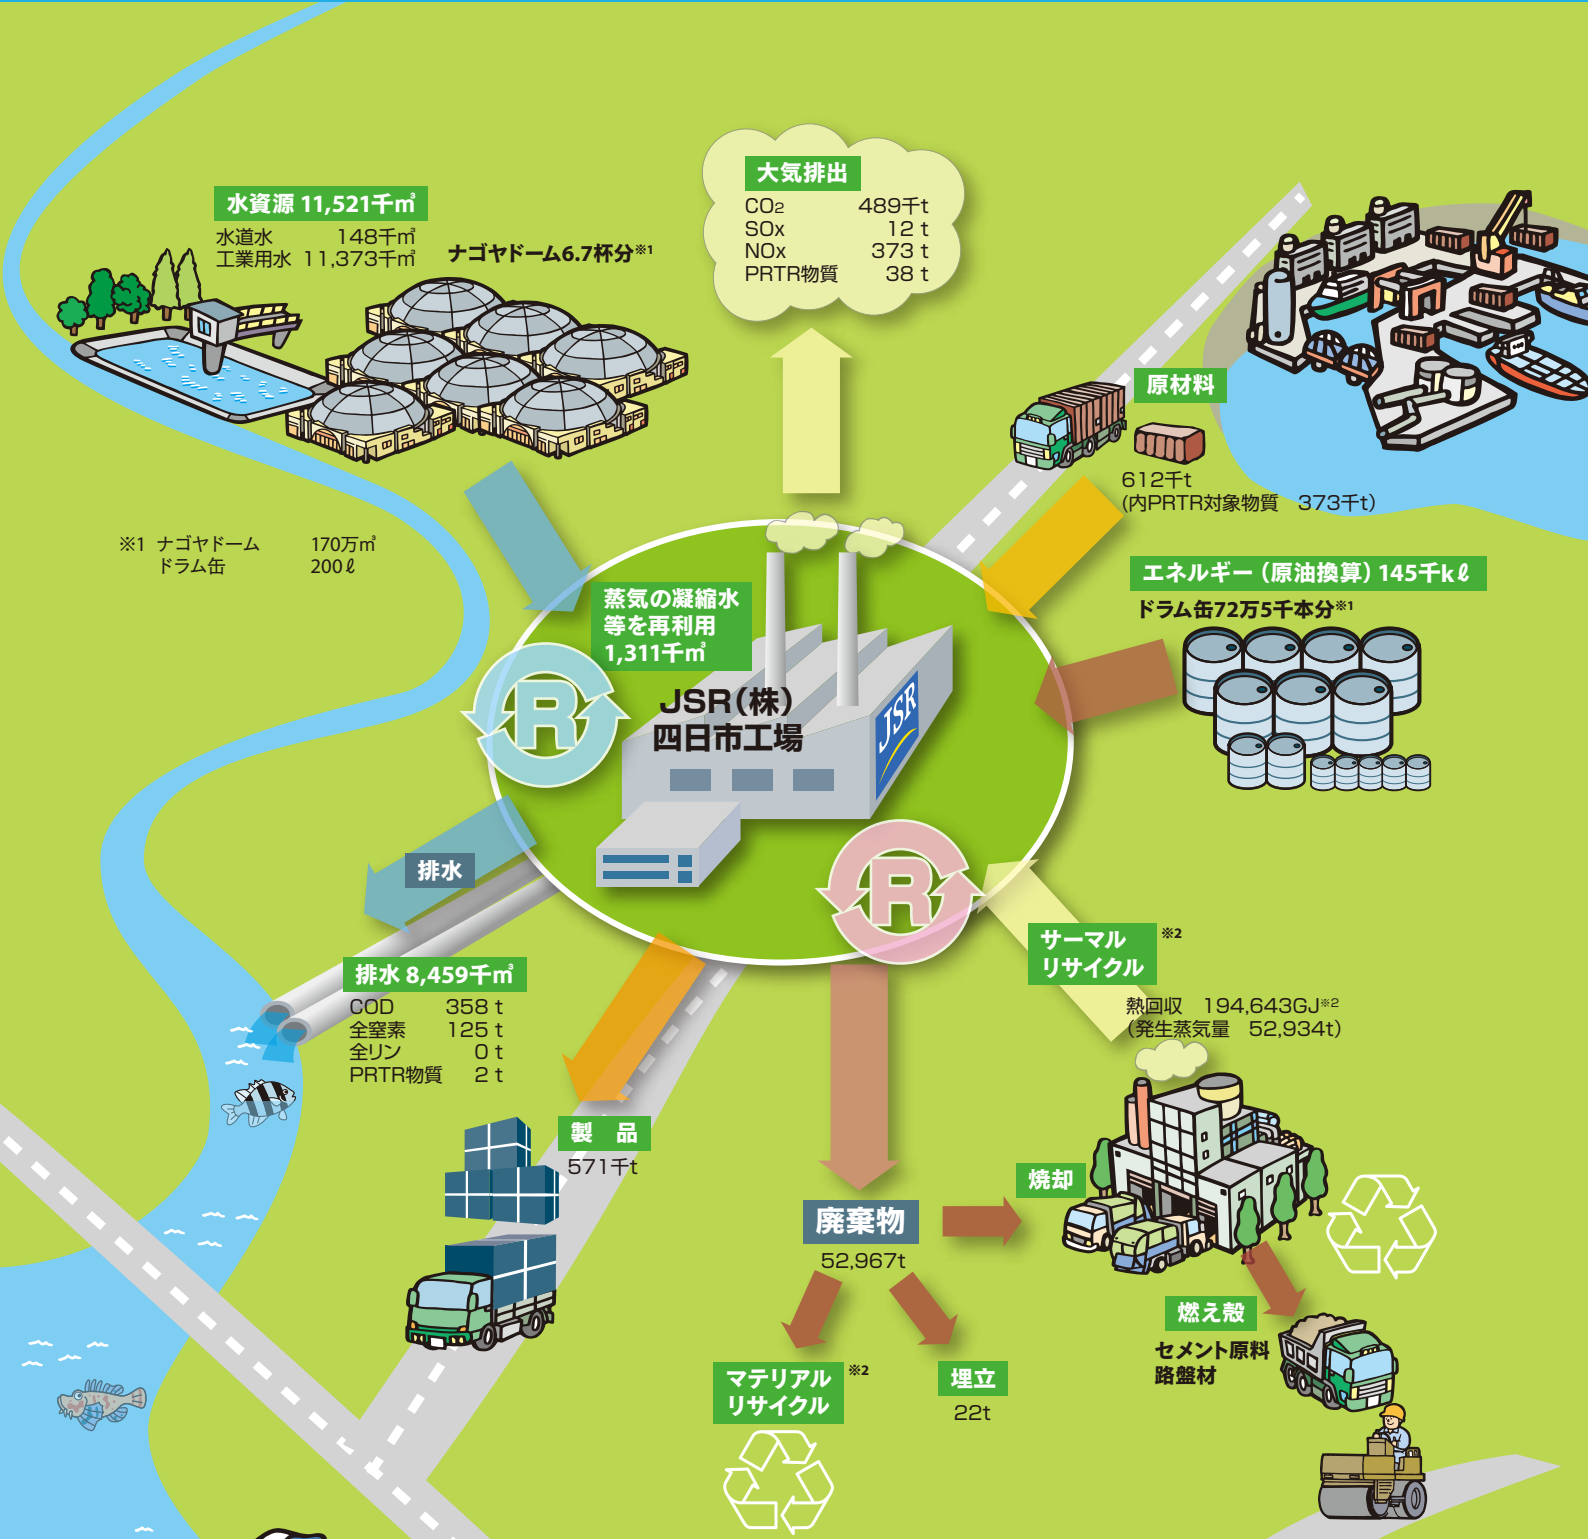 大気排出
CO₂ 489千t
SOx 12 t
NOx 373 t
PRTR物質 38 t
水資源 11,521千㎥
水道水 148千㎥
工業用水 11,373千㎥
ナゴヤドーム6.7杯分※1
原材料
612千t
(内PRTR対象物質 373千t)
※1 ナゴヤドーム 170万㎥
ドラム缶 200ℓ
エネルギー（原油換算）145千kℓ
ドラム缶72万5千本分※1
蒸気の凝縮水
等を再利用
1,311千㎥
R
JSR（株）
四日市工場
JSR
排水
R
サーマル ※2
リサイクル
熱回収 194,643GJ※2
（発生蒸気量 52,934t）
排水 8,459千㎥
COD 358 t
全窒素 125 t
全リン 0 t
PRTR物質 2 t
製 品
571千t
廃棄物
52,967t
焼却
燃え殻
セメント原料
路盤材
マテリアル ※2
リサイクル
埋立
22t